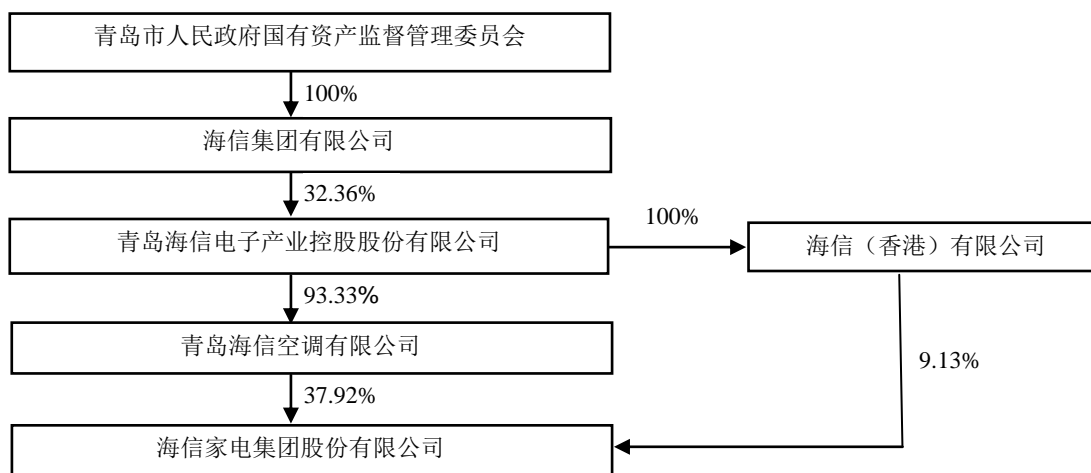 青岛市人民政府国有资产监督管理委员会
100%
海信集团有限公司
32.36%
青岛海信电子产业控股股份有限公司
100%
海信（香港）有限公司
93.33%
青岛海信空调有限公司
9.13%
37.92%
海信家电集团股份有限公司